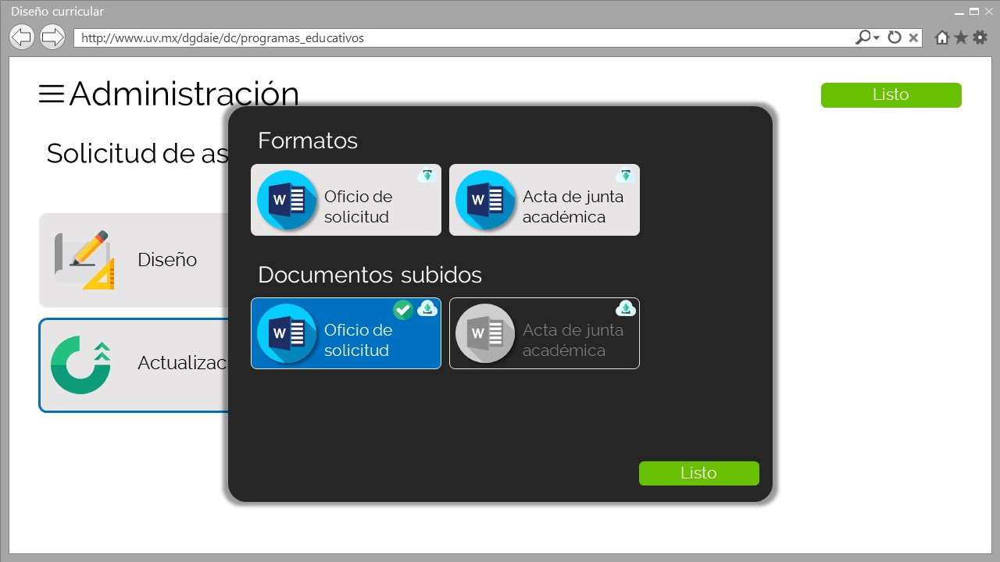 Diseño curricular
http://www.uv.mx/dgdaie/dc/programas_educativos
Administración
Listo
Solicitud de as
Diseño
Actualizac
Formatos
W
Oficio de
solicitud
W
Acta de junta
académica
Documentos subidos
W
Oficio de
solicitud
W
Acta de junta
académica
Listo